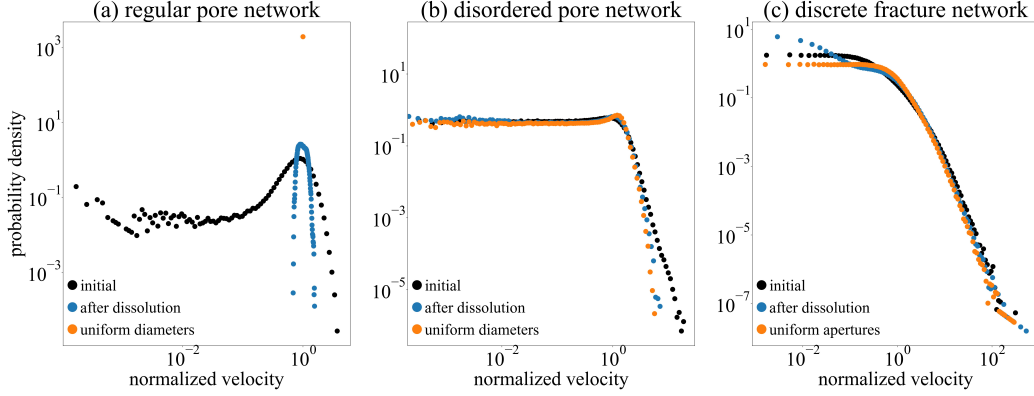 (a) regular pore network
(b) disordered pore network
(c) discrete fracture network
probability density
10^3
10^1
10^-1
10^-3
initial
after dissolution
uniform diameters
10^-2
10^0
normalized velocity
10^1
10^-1
10^-3
10^-5
initial
after dissolution
uniform diameters
10^-2
10^0
normalized velocity
10^1
10^-1
10^-3
10^-5
10^-7
initial
after dissolution
uniform apertures
10^-2
10^0
10^2
normalized velocity